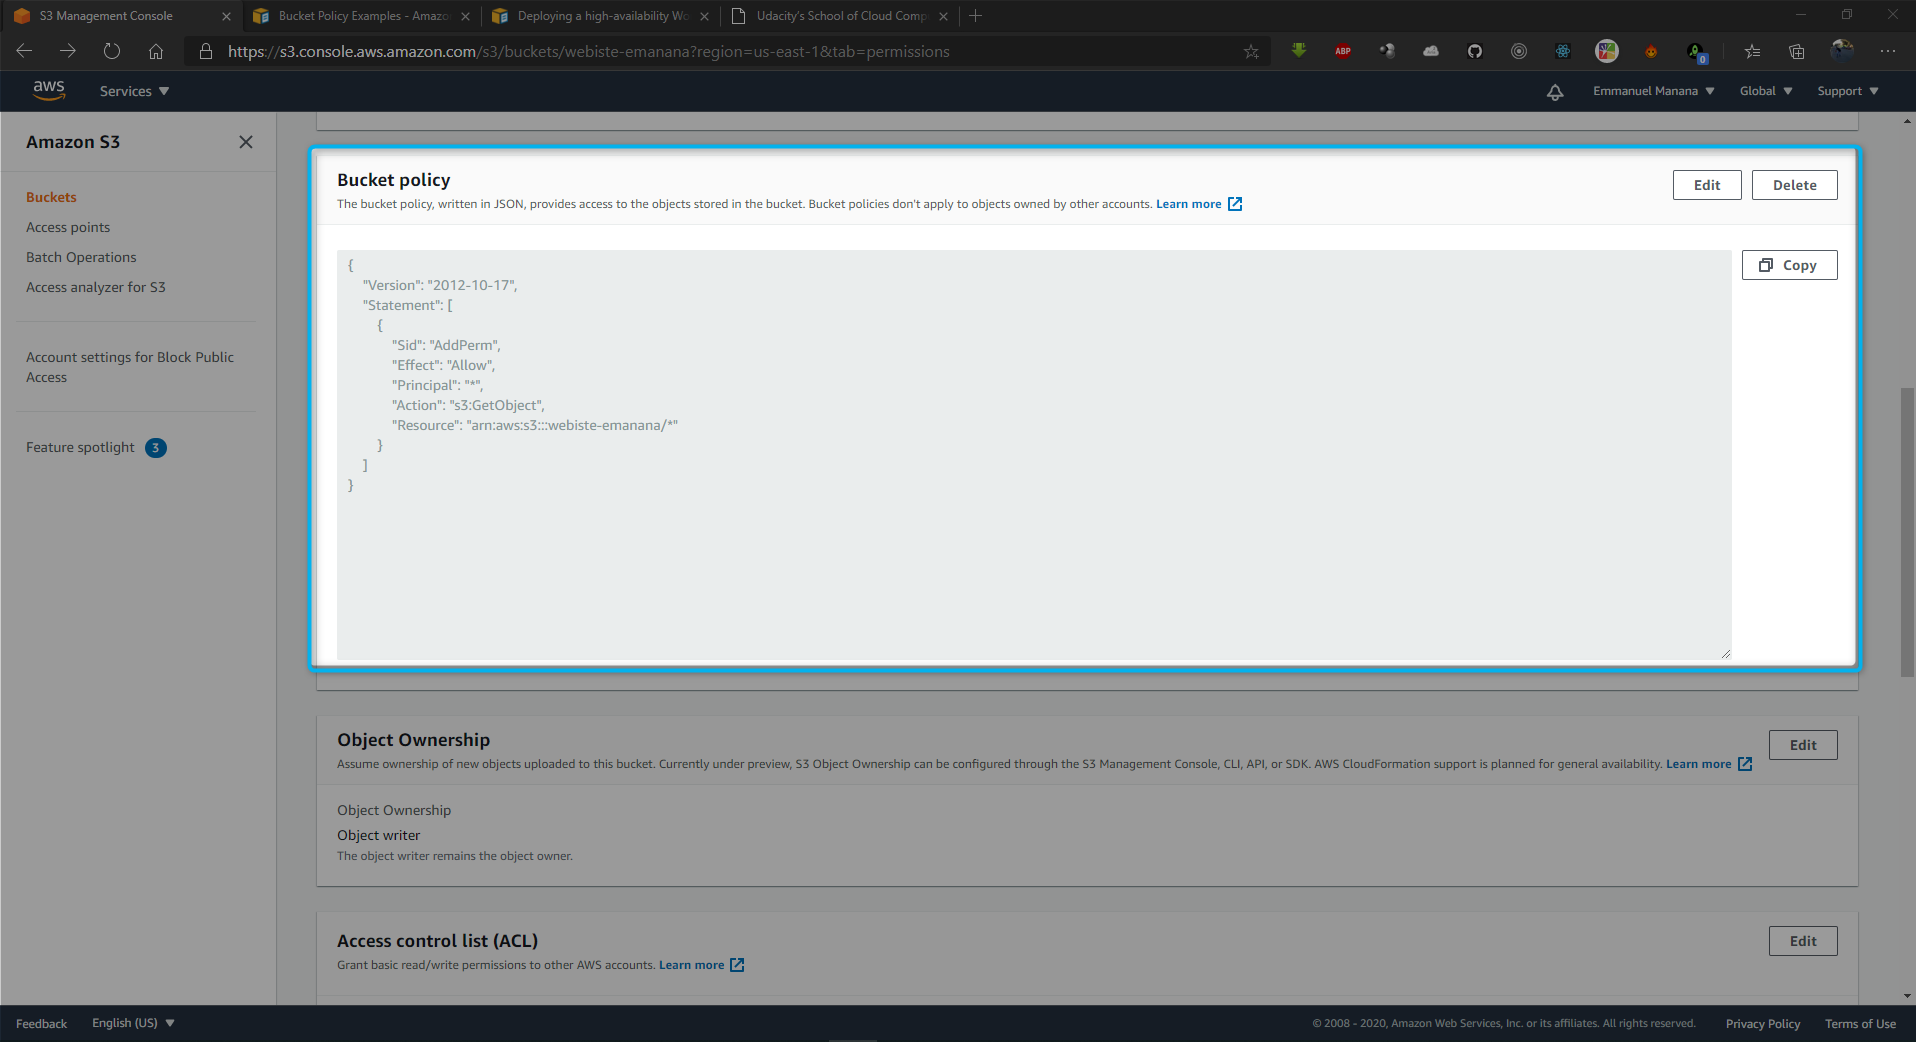 S3 Management Console
Bucket Policy Examples - Amazo
Deploying a high-availability Wo
Udacity's School of Cloud Comp
https://s3.console.aws.amazon.com/s3/buckets/webiste-emanana?region=us-east-1&tab=permissions
ABP
0
aws
Services
Emmanuel Manana
Global
Support
Amazon S3
Buckets
Access points
Batch Operations
Access analyzer for S3
Account settings for Block Public
Access
Feature spotlight 3
Bucket policy
Edit
Delete
The bucket policy, written in JSON, provides access to the objects stored in the bucket. Bucket policies don't apply to objects owned by other accounts. Learn more
Copy
{
"Version": "2012-10-17",
"Statement": [
{
"Sid": "AddPerm",
"Effect": "Allow",
"Principal": "*",
"Action": "s3:GetObject",
"Resource": "arn:aws:s3:::webiste-emanana/*"
}
]
}
Object Ownership
Edit
Assume ownership of new objects uploaded to this bucket. Currently under preview, S3 Object Ownership can be configured through the S3 Management Console, CLI, API, or SDK. AWS CloudFormation support is planned for general availability. Learn more
Object Ownership
Object writer
The object writer remains the object owner.
Access control list (ACL)
Edit
Grant basic read/write permissions to other AWS accounts. Learn more
Feedback
English (US)
© 2008 - 2020, Amazon Web Services, Inc. or its affiliates. All rights reserved.
Privacy Policy
Terms of Use